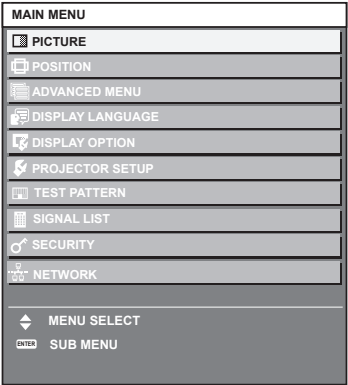 MAIN MENU
PICTURE
POSITION
ADVANCED MENU
DISPLAY LANGUAGE
DISPLAY OPTION
PROJECTOR SETUP
TEST PATTERN
SIGNAL LIST
SECURITY
NETWORK
MENU SELECT
ENTER SUB MENU